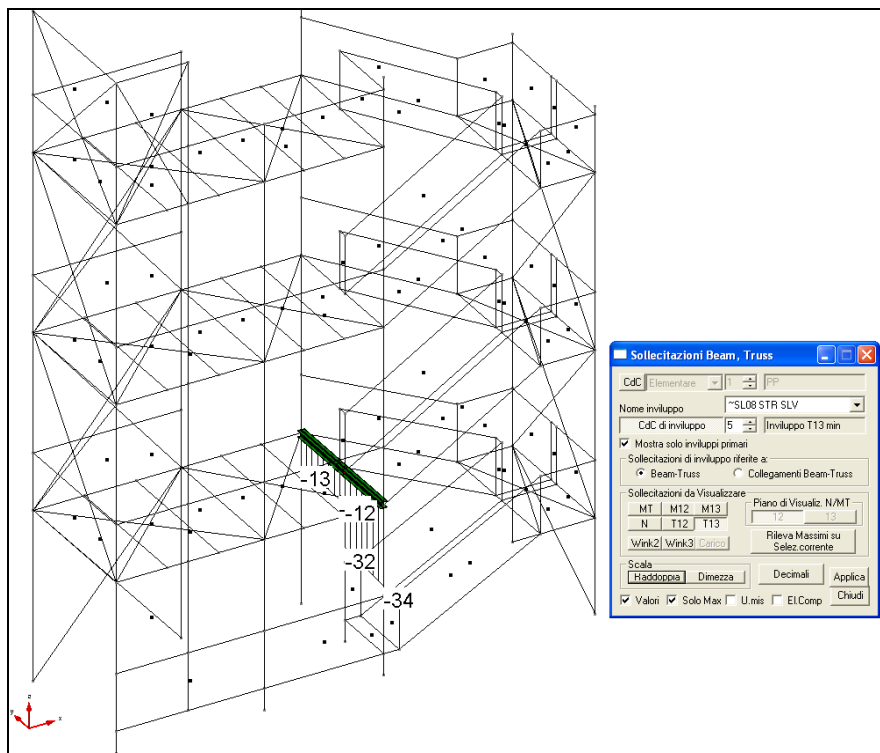 -13
-12
-32
-34
z
y
x
Sollecitazioni Beam, Truss
CdC Elementare 1 PP
Nome inviluppo ~SL08 STR SLV
CdC di inviluppo 5 Inviluppo T13 min
Mostra solo inviluppi primari
Sollecitazioni di inviluppo riferite a:
Beam-Truss Collegamenti Beam-Truss
Sollecitazioni da Visualizzare
Piano di Visualiz. N/MT
MT M12 M13
12 13
N T12 T13
Rileva Massimi su
Selez.corrente
Wink2 Wink3 Carico
Scala
Raddoppia Dimezza
Decimali
Applica
Valori Solo Max U.mis El.Comp
Chiudi